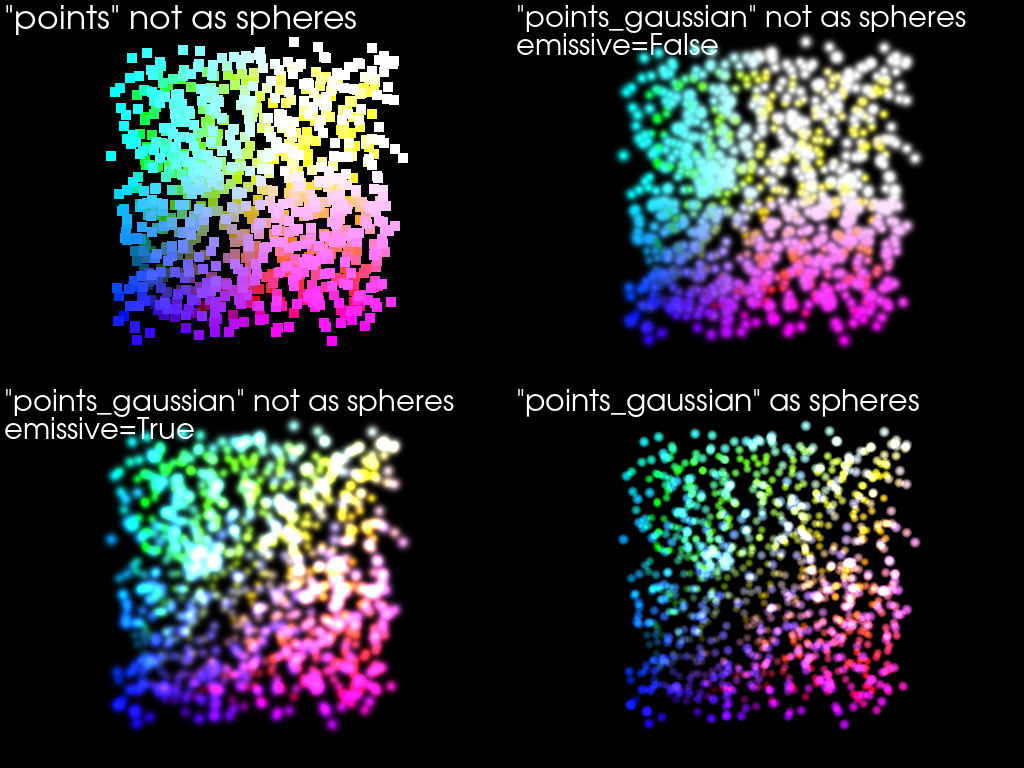 "points" not as spheres
"points_gaussian" not as spheres
emissive=False
"points_gaussian" not as spheres
emissive=True
"points_gaussian" as spheres